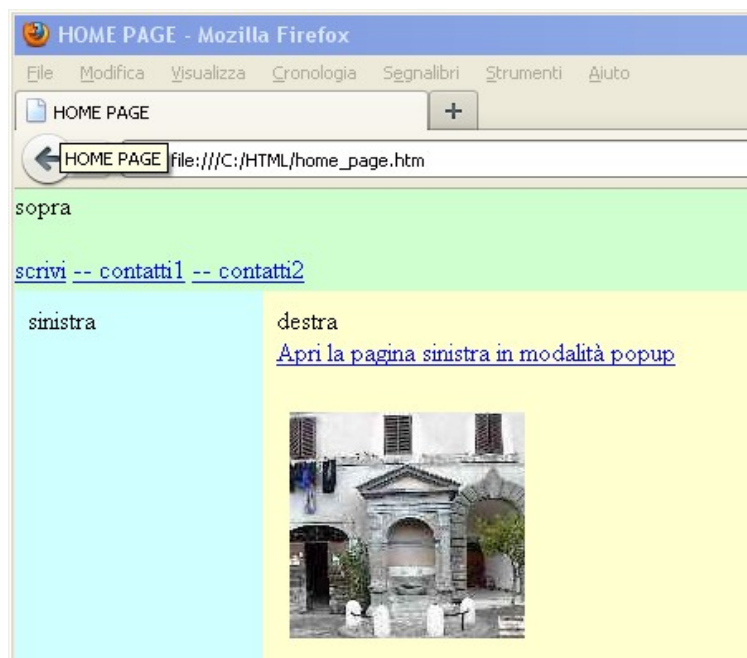 HOME PAGE - Mozilla Firefox
File Modifica Visualizza Cronologia Segnalibri Strumenti Aiuto
HOME PAGE +
HOME PAGE file:///C:/HTML/home_page.htm
sopra
scrivi -- contatti1 -- contatti2
sinistra
destra
Apri la pagina sinistra in modalità popup